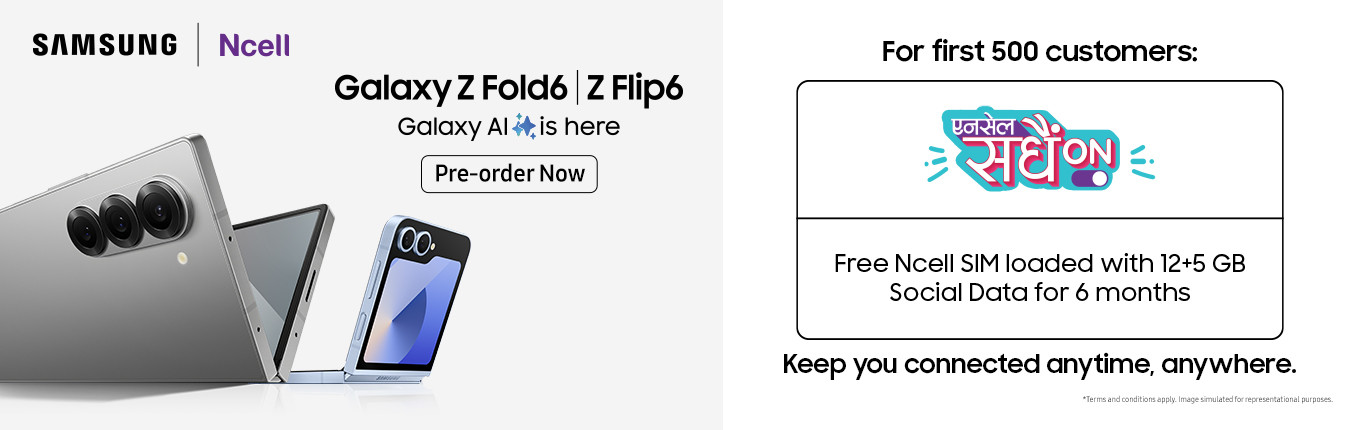 SAMSUNG | Ncell
Galaxy Z Fold6 | Z Flip6
Galaxy AI is here
Pre-order Now
SAMSUNG
For first 500 customers:
एनसेल
सधैं ON
Free Ncell SIM loaded with 12+5 GB
Social Data for 6 months
Keep you connected anytime, anywhere.
*Terms and conditions apply. Image simulated for representational purposes.